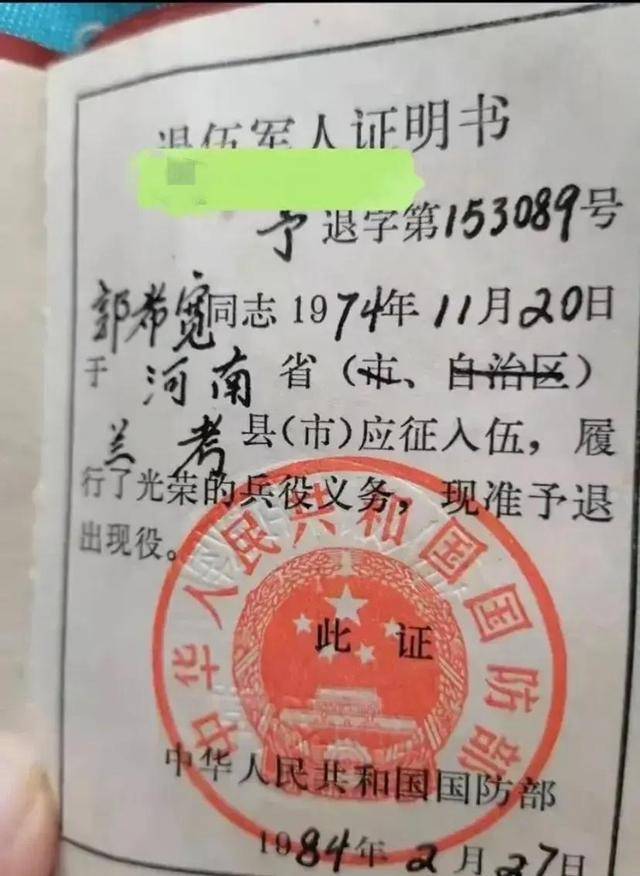 退伍军人证明书
予退字第153089号
郭希宽同志1974年11月20日
于河南省(市、自治区)
兰考县(市)应征入伍,履
行了光荣的兵役义务,现准予退
出现役。
此证
中华人民共和国国防部
中华人民共和国国防部
1984年2月27日